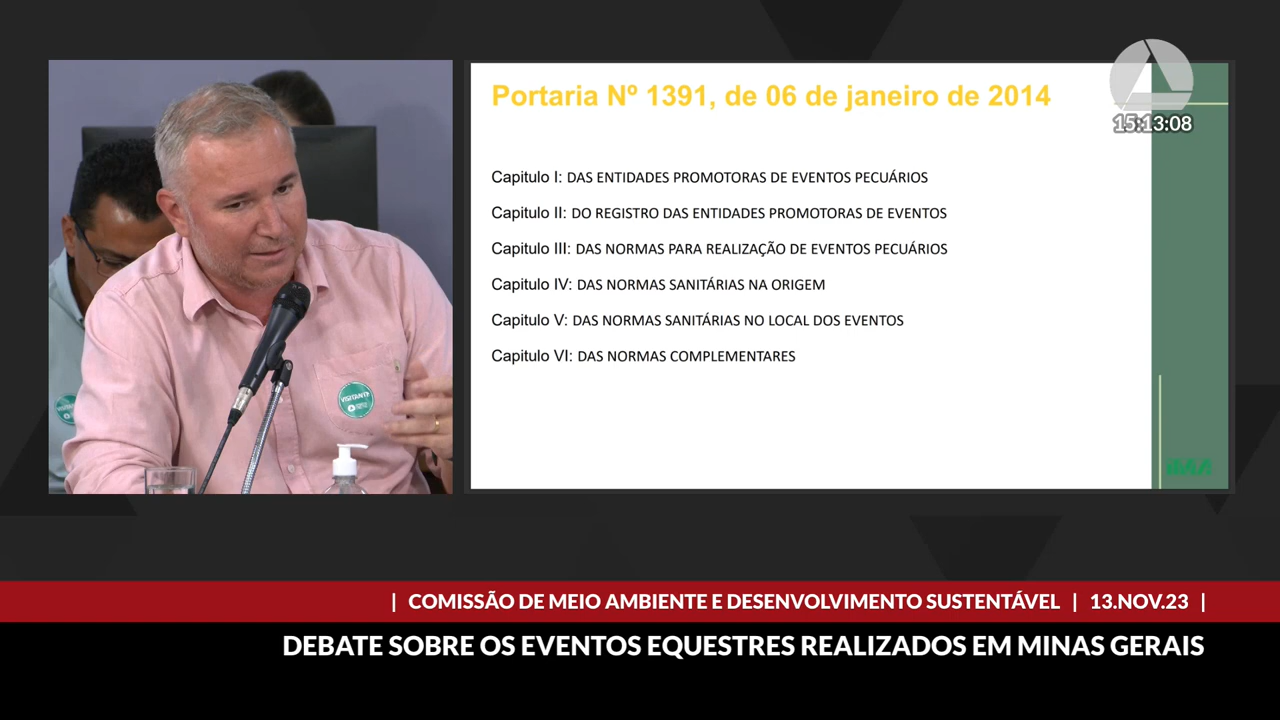 Portaria Nº 1391, de 06 de janeiro de 2014
15:13:08
Capitulo I: DAS ENTIDADES PROMOTORAS DE EVENTOS PECUÁRIOS
Capitulo II: DO REGISTRO DAS ENTIDADES PROMOTORAS DE EVENTOS
Capitulo III: DAS NORMAS PARA REALIZAÇÃO DE EVENTOS PECUÁRIOS
Capitulo IV: DAS NORMAS SANITÁRIAS NA ORIGEM
Capitulo V: DAS NORMAS SANITÁRIAS NO LOCAL DOS EVENTOS
Capitulo VI: DAS NORMAS COMPLEMENTARES
VISITANTE
IMA
| COMISSÃO DE MEIO AMBIENTE E DESENVOLVIMENTO SUSTENTÁVEL | 13.NOV.23 |
DEBATE SOBRE OS EVENTOS EQUESTRES REALIZADOS EM MINAS GERAIS